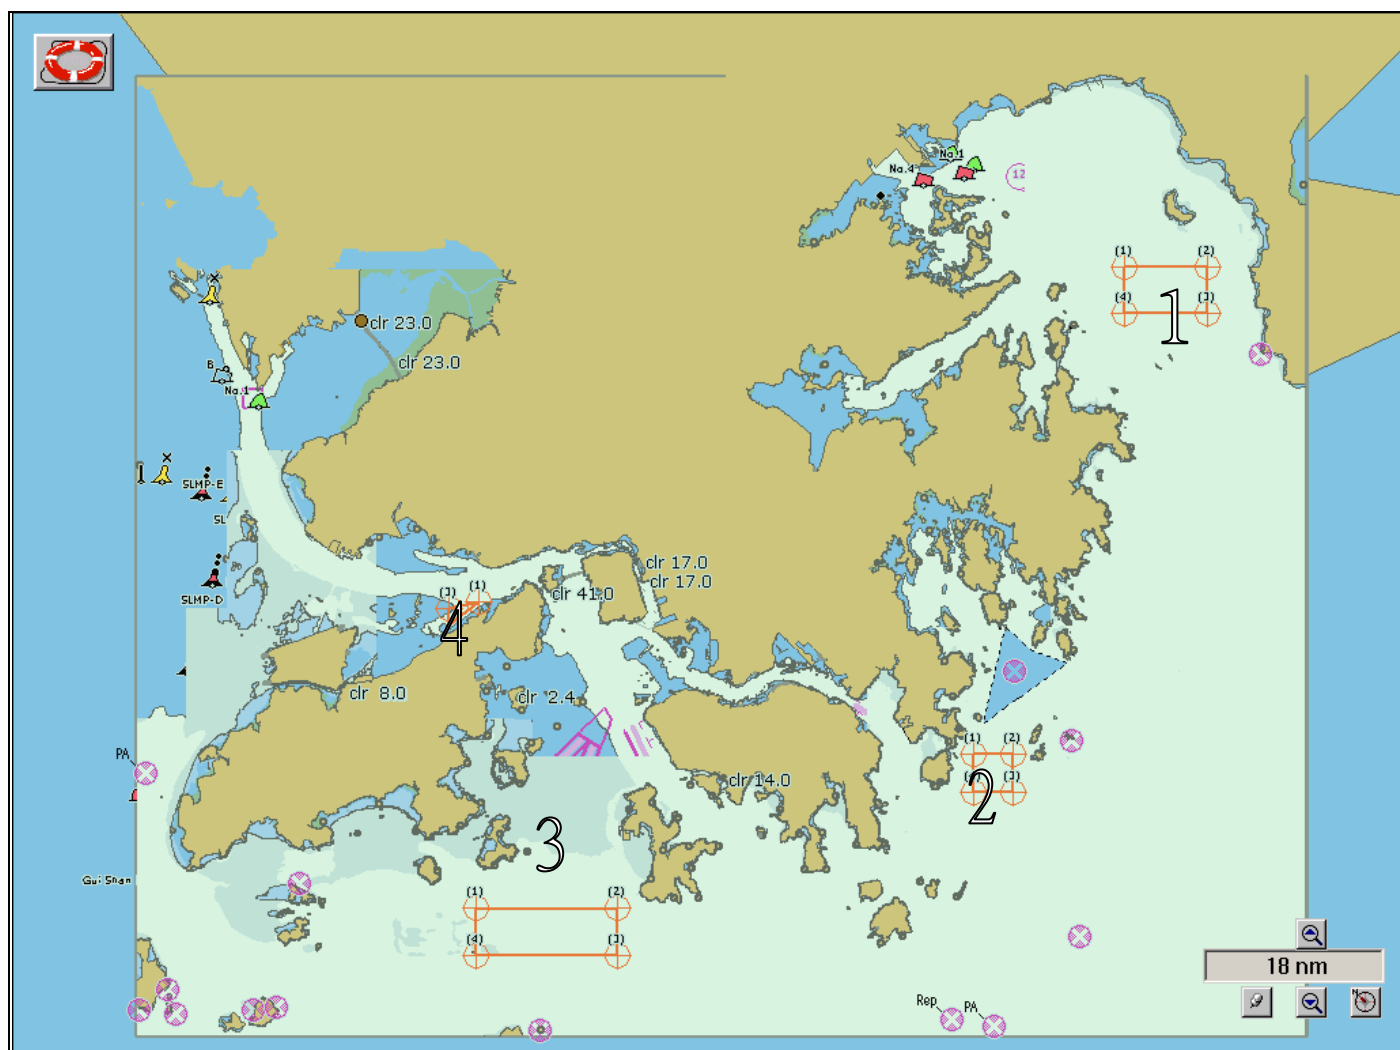 No.1
No.4
12
(1) (2)
(4) (3)
1
clr 23.0
clr 23.0
B
No.1
SLMP-E
SL
clr 17.0
clr 17.0
SLMP-D
(3) (1)
clr 41.0
4
clr 8.0
clr 2.4
PA
(1) (2)
(3)
2
clr 14.0
3
Gui Shan
(1) (2)
(4) (3)
18 nm
Rep PA
N